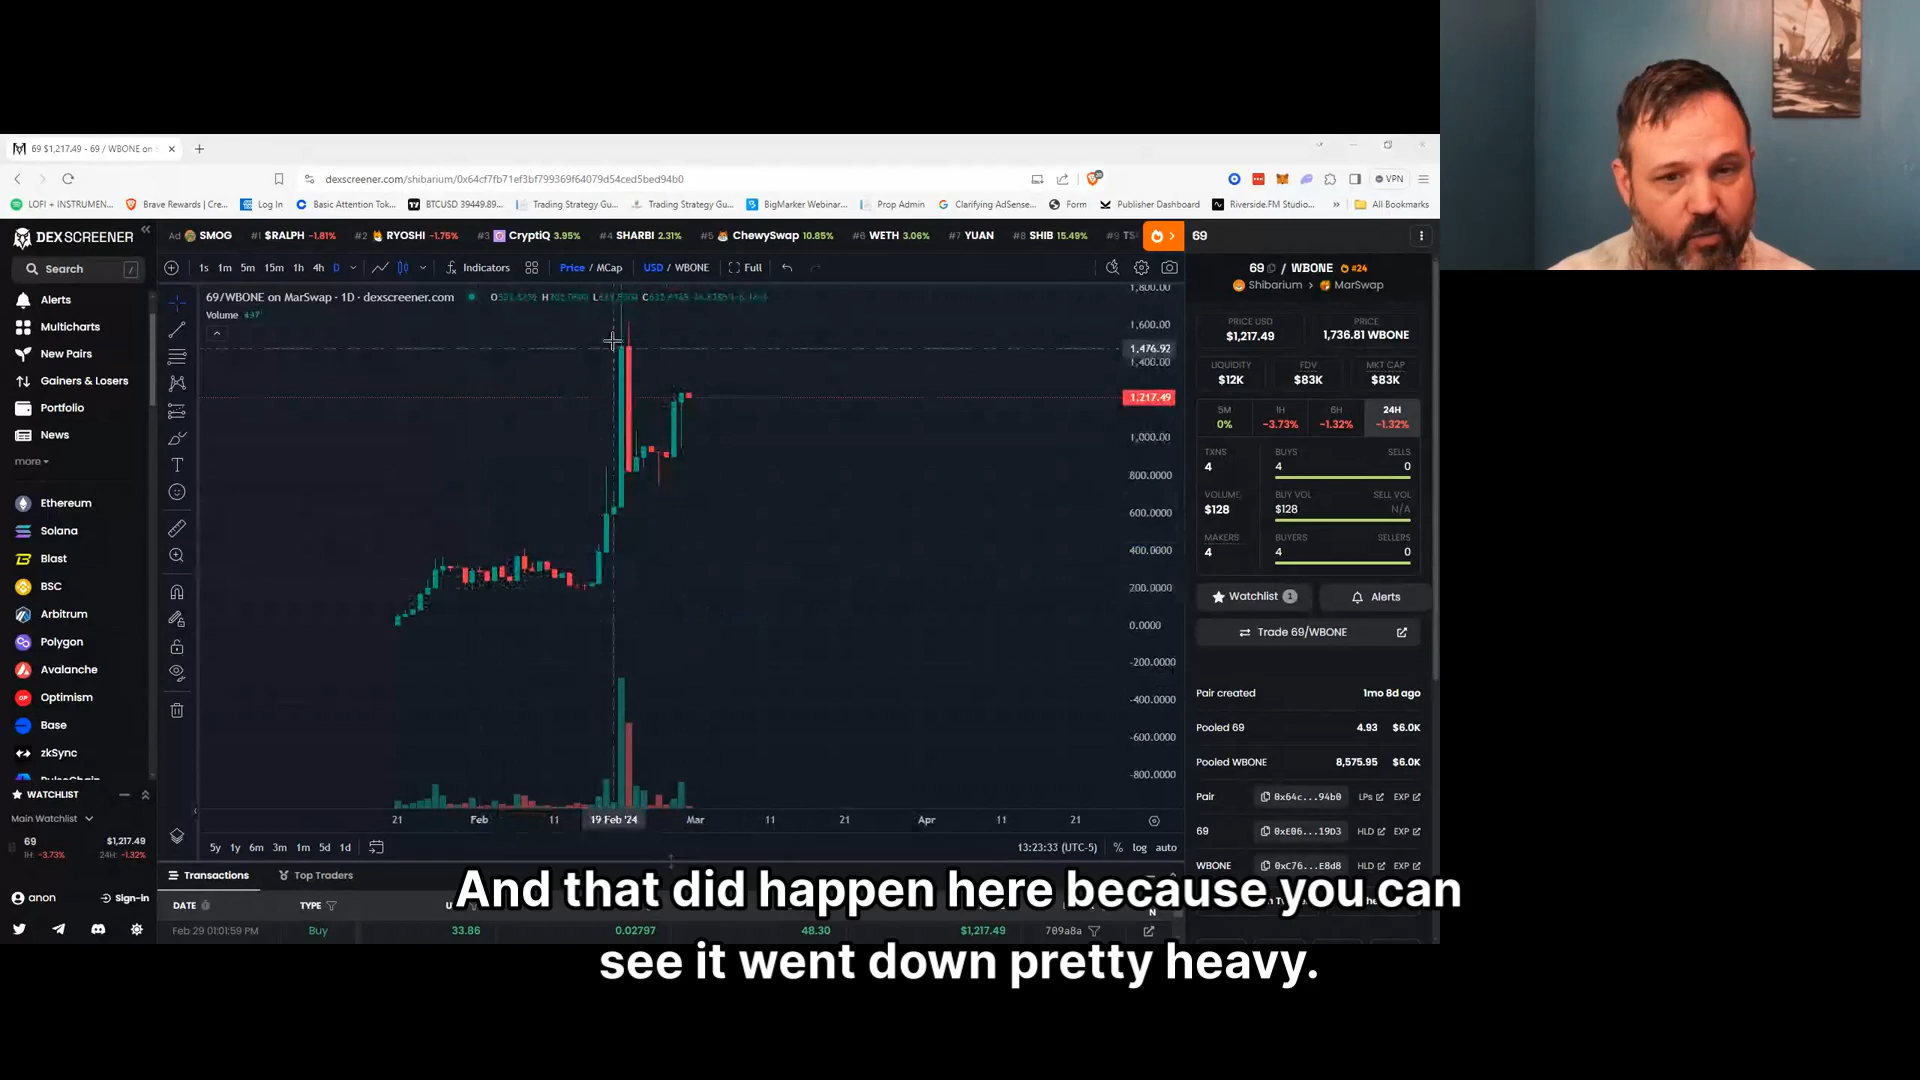 69 $1,217.49 - 69 / WBONE on
dexscreener.com/shibarium/0x64cf7fb71ef3bf799369f64079d54ced5bed94b0
VPN
LOFI + INSTRUMEN...
Brave Rewards | Cre...
Log In
Basic Attention Tok...
BTCUSD 39449.89...
Trading Strategy Gu...
Trading Strategy Gu...
BigMarker Webinar...
Prop Admin
Clarifying AdSense...
Form
Publisher Dashboard
Riverside.FM Studio...
All Bookmarks
DEX SCREENER
Ad SMOG
#1 $RALPH -1.81%
#2 RYOSHI -1.75%
#3 CryptiQ 3.95%
#4 SHARBI 2.31%
#5 ChewySwap 10.85%
#6 WETH 3.06%
#7 YUAN
#8 SHIB 15.49%
#9
69
Search /
1s 1m 5m 15m 1h 4h D
Indicators
Price / MCap
USD / WBONE
Full
69 / WBONE #24
Shibarium > MarSwap
Alerts
Multicharts
New Pairs
Gainers & Losers
Portfolio
News
more
Ethereum
Solana
Blast
BSC
Arbitrum
Polygon
Avalanche
Optimism
Base
zkSync
PulseChain
WATCHLIST
Main Watchlist
69 $1,217.49
1H: -3.73% 24H: -1.32%
anon Sign-in
69/WBONE on MarSwap · 1D · dexscreener.com
Volume
1,800.00
1,600.00
1,476.92
1,400.00
1,217.49
1,000.00
800.0000
600.0000
400.0000
200.0000
0.0000
-200.0000
-400.0000
-600.0000
-800.0000
21 Feb 11 19 Feb '24 Mar 11 21 Apr 11 21
5y 1y 6m 3m 1m 5d 1d
13:23:33 (UTC-5) % log auto
PRICE USD
$1,217.49
PRICE
1,736.81 WBONE
LIQUIDITY
$12K
FDV
$83K
MKT CAP
$83K
5M
0%
1H
-3.73%
6H
-1.32%
24H
-1.32%
TXNS
4
BUYS
4
SELLS
0
VOLUME
$128
BUY VOL
$128
SELL VOL
N/A
MAKERS
4
BUYERS
4
SELLERS
0
Watchlist 1
Alerts
Trade 69/WBONE
Pair created 1mo 8d ago
Pooled 69 4.93 $6.0K
Pooled WBONE 8,575.95 $6.0K
Pair 0x64c...94b0 LPs EXP
69 0xE06...19D3 HLD EXP
WBONE 0xC76...E8d8 HLD EXP
Transactions
Top Traders
DATE TYPE
Feb 29 01:01:59 PM Buy 33.86 0.02797 48.30 $1,217.49 709a8a
And that did happen here because you can
see it went down pretty heavy.